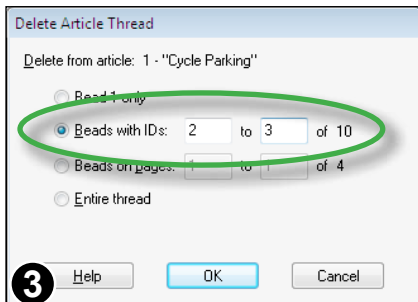 Delete Article Thread
Delete from article: 1 - "Cycle Parking"
Bead 1 only
Beads with IDs: 2 to 3 of 10
Beads on pages: 1 to 1 of 4
Entire thread
3 Help OK Cancel